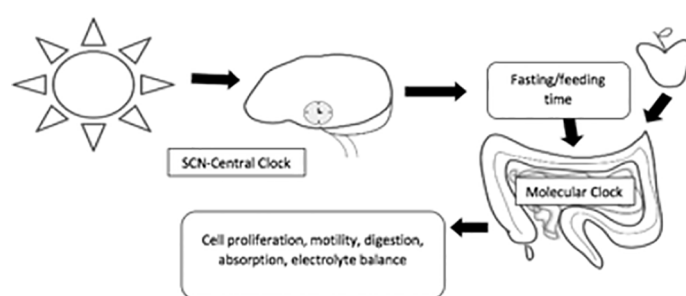 Fasting/feeding
time
SCN-Central Clock
Molecular Clock
Cell proliferation, motility, digestion,
absorption, electrolyte balance